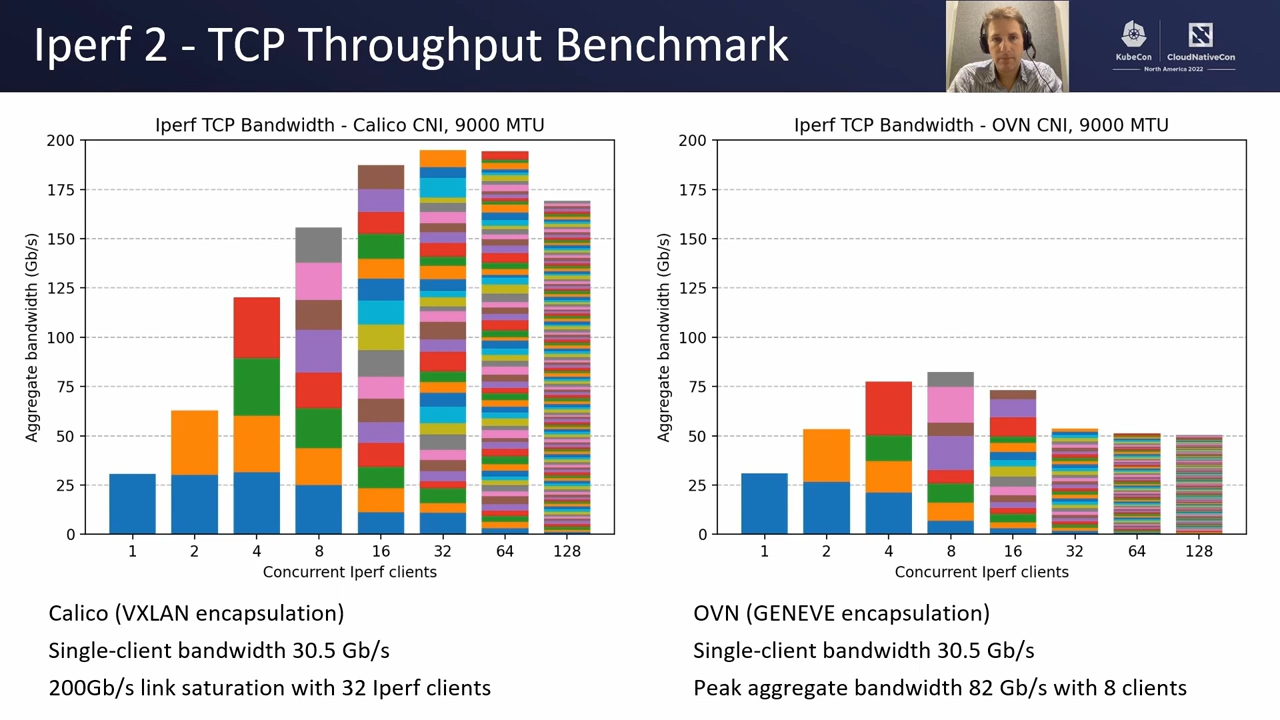 Iperf 2 - TCP Throughput Benchmark
KubeCon
CloudNativeCon
North America 2022
Iperf TCP Bandwidth - Calico CNI, 9000 MTU
Aggregate bandwidth (Gb/s)
200
175
150
125
100
75
50
25
0
1 2 4 8 16 32 64 128
Concurrent Iperf clients
Iperf TCP Bandwidth - OVN CNI, 9000 MTU
Aggregate bandwidth (Gb/s)
200
175
150
125
100
75
50
25
0
1 2 4 8 16 32 64 128
Concurrent Iperf clients
Calico (VXLAN encapsulation)
Single-client bandwidth 30.5 Gb/s
200Gb/s link saturation with 32 Iperf clients
OVN (GENEVE encapsulation)
Single-client bandwidth 30.5 Gb/s
Peak aggregate bandwidth 82 Gb/s with 8 clients